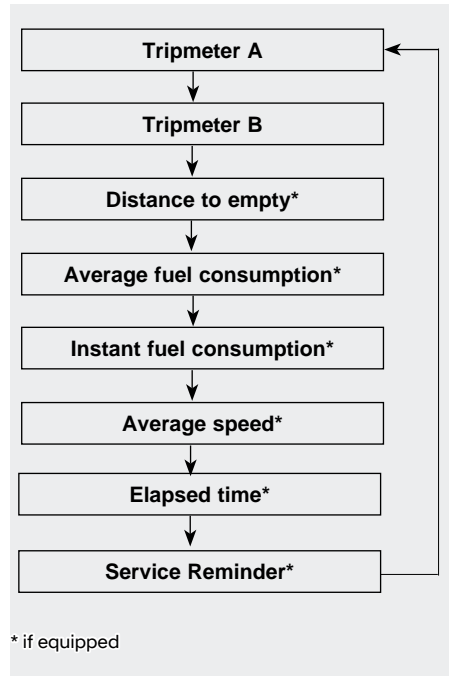 Tripmeter A
Tripmeter B
Distance to empty*
Average fuel consumption*
Instant fuel consumption*
Average speed*
Elapsed time*
Service Reminder*
* if equipped